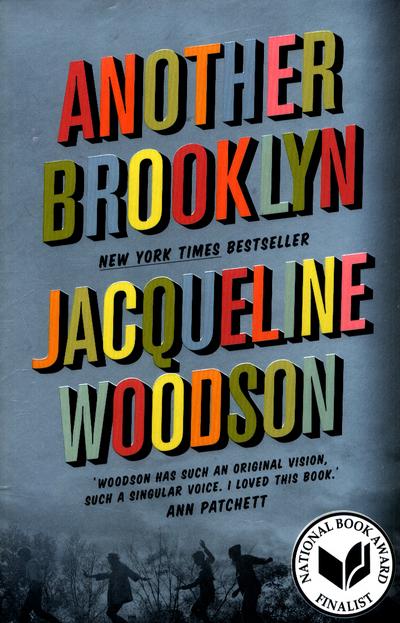 ANOTHER
BROOKLYN
NEW YORK TIMES BESTSELLER
JACQUELINE
WOODSON
'WOODSON HAS SUCH AN ORIGINAL VISION,
SUCH A SINGULAR VOICE. I LOVED THIS BOOK.'
ANN PATCHETT
NATIONAL BOOK AWARD
FINALIST